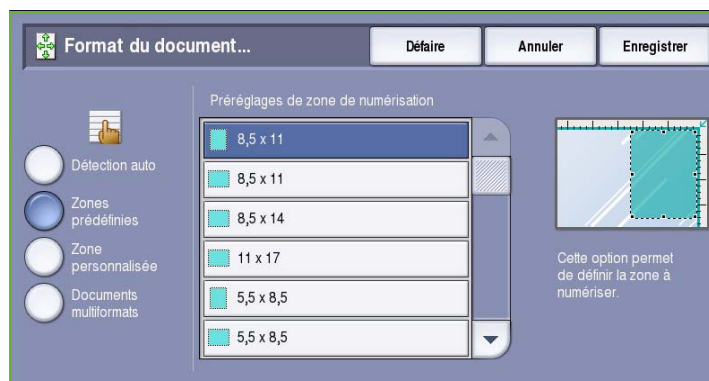 Format du document...
Défaire
Annuler
Enregistrer
Préréglages de zone de numérisation
Détection auto
Zones
prédéfinies
Zone
personnalisée
Documents
multiformats
8,5 x 11
8,5 x 11
8,5 x 14
11 x 17
5,5 x 8,5
5,5 x 8,5
Cette option permet
de définir la zone à
numériser.